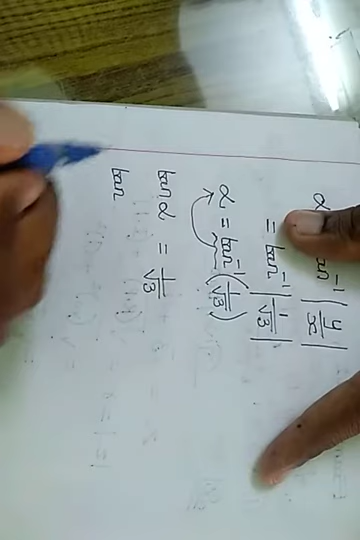 α tan⁻¹ |y/x|
= tan⁻¹ |1/√3|
α = tan⁻¹ (1/√3)
tan α = 1/√3
tan